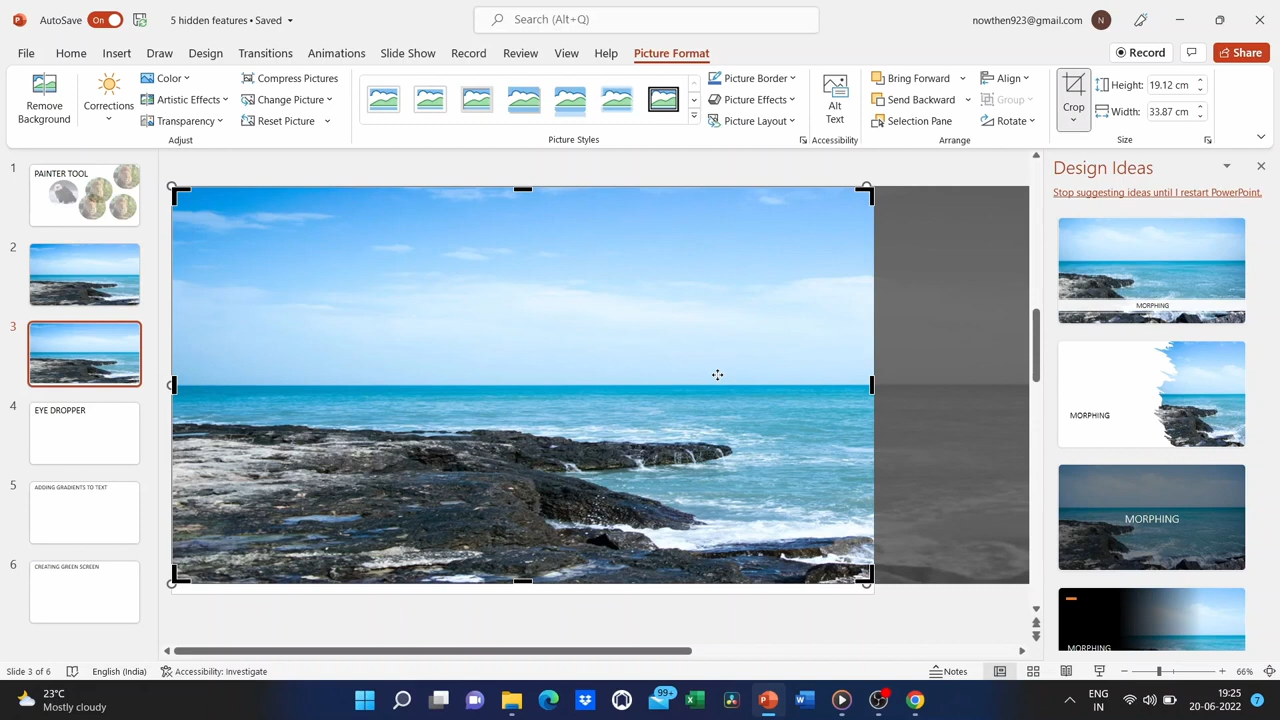 AutoSave On 5 hidden features • Saved Search (Alt+Q) nowthen923@gmail.com N
File Home Insert Draw Design Transitions Animations Slide Show Record Review View Help Picture Format Record Share
Remove Background
Corrections
Color
Artistic Effects
Transparency
Compress Pictures
Change Picture
Reset Picture
Adjust
Picture Styles
Picture Border
Picture Effects
Picture Layout
Alt Text
Accessibility
Bring Forward
Send Backward
Selection Pane
Align
Group
Rotate
Arrange
Crop
Height: 19.12 cm
Width: 33.87 cm
Size
1
PAINTER TOOL
2
3
4
EYE DROPPER
5
ADDING GRADIENTS TO TEXT
6
CREATING GREEN SCREEN
Design Ideas
Stop suggesting ideas until I restart PowerPoint.
MORPHING
MORPHING
MORPHING
MORPHING
Slide 3 of 6 English (India) Accessibility: Investigate Notes 66%
23°C
Mostly cloudy
99+
ENG
IN
19:25
20-06-2022
7